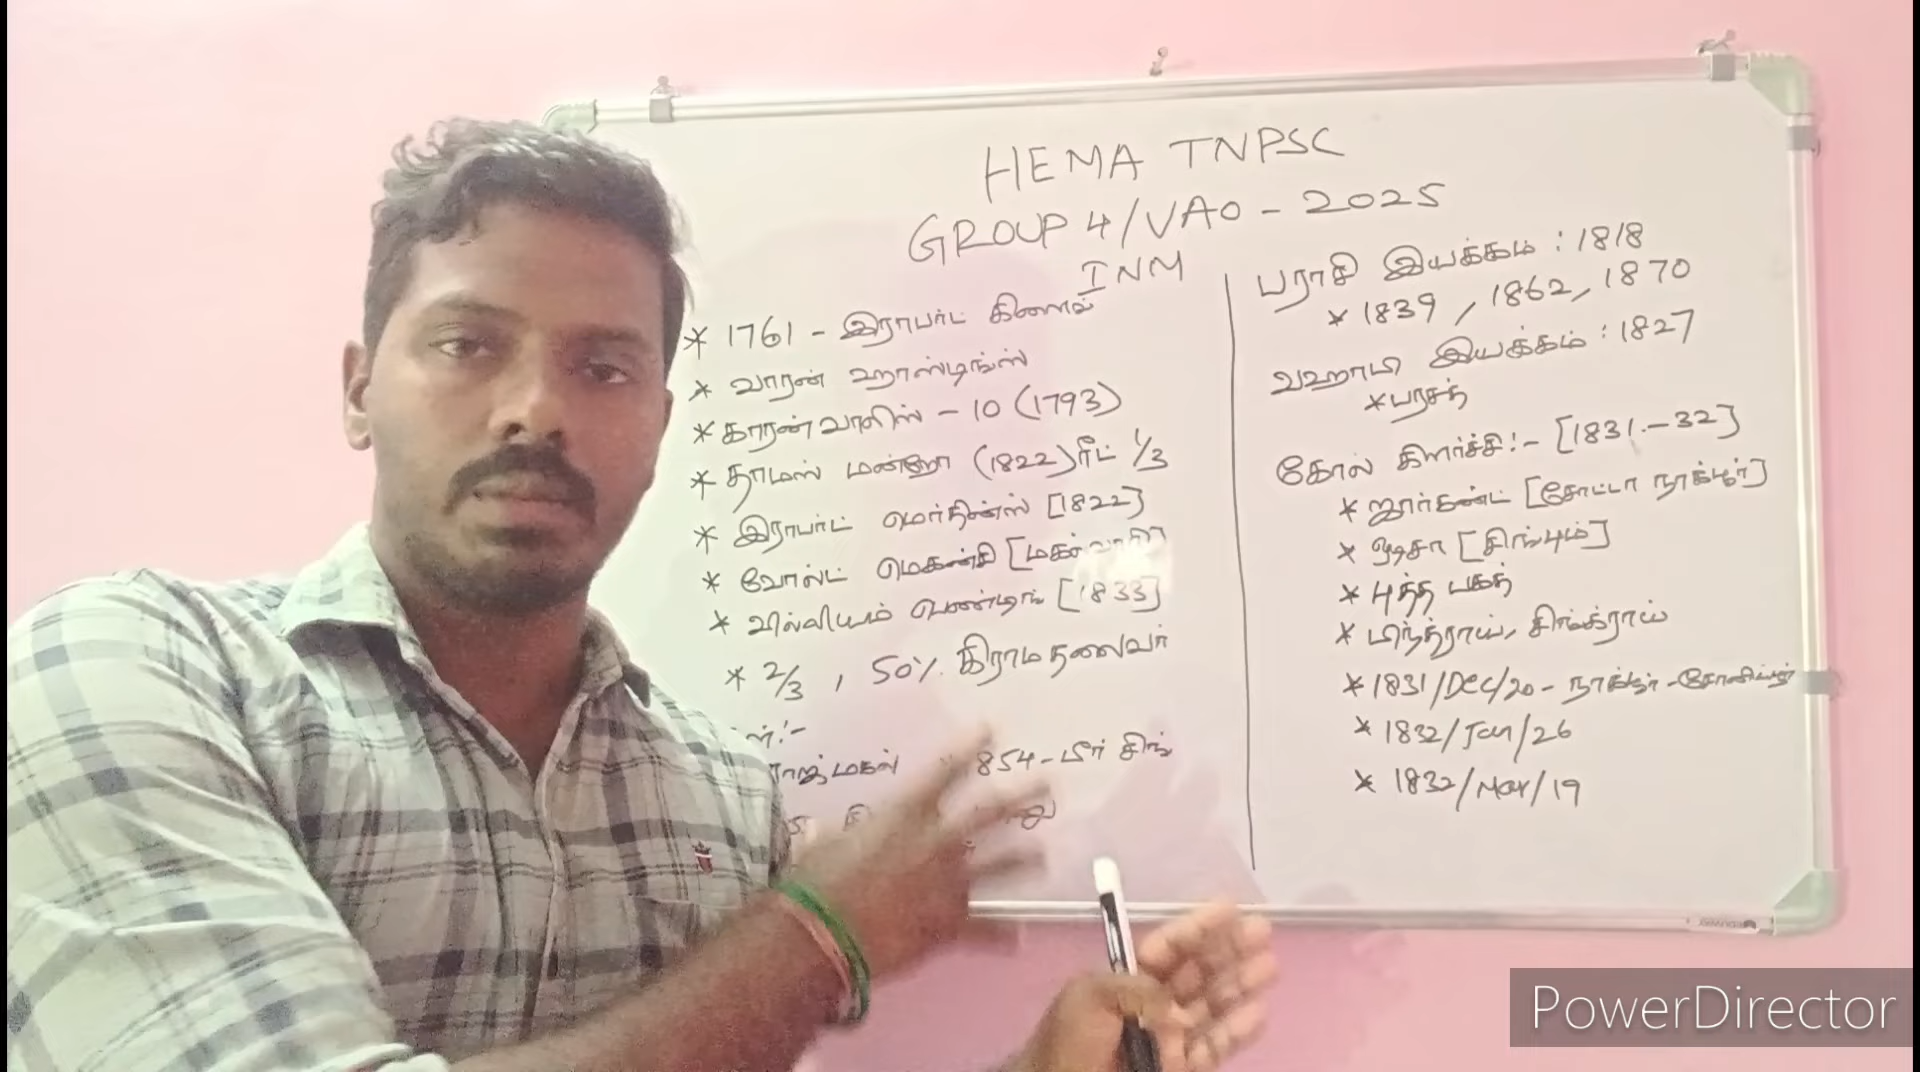 HEMA TNPSC
GROUP 4/VAO - 2025
INM
* 1761 - இராபர்ட் கிளைவ்
* வாரன் ஹாஸ்டிங்ஸ்
* காரன் வாலிஸ் - 10 (1793)
* தாமஸ் மன்றோ (1822) ரீட் 1/3
* இராபர்ட் மெர்தின்ஸ் [1822]
* ஹோல்ட் மெகன்சி [மகல்வாரி]
* வில்லியம் பெண்டிங் [1833]
* 2/3 , 50% கிராம தலைவர்
ராஜ்மகல்
854 - பீர் சிங்
பராசி இயக்கம் : 1818
* 1839 , 1862, 1870
வஹாபி இயக்கம் : 1827
* பரசத்
கோல் கிளர்ச்சி :- [1831 - 32]
* ஜார்கண்ட் [சோட்டா நாக்பூர்]
* ஒடிசா [சிங்பும்]
* புத்த பகத்
* பிந்த்ராய், சிங்க்ராய்
* 1831/Dec/20 - நாக்பூர் - சோனிப்பூர்
* 1832/Jan/26
* 1832/Mar/19
PowerDirector